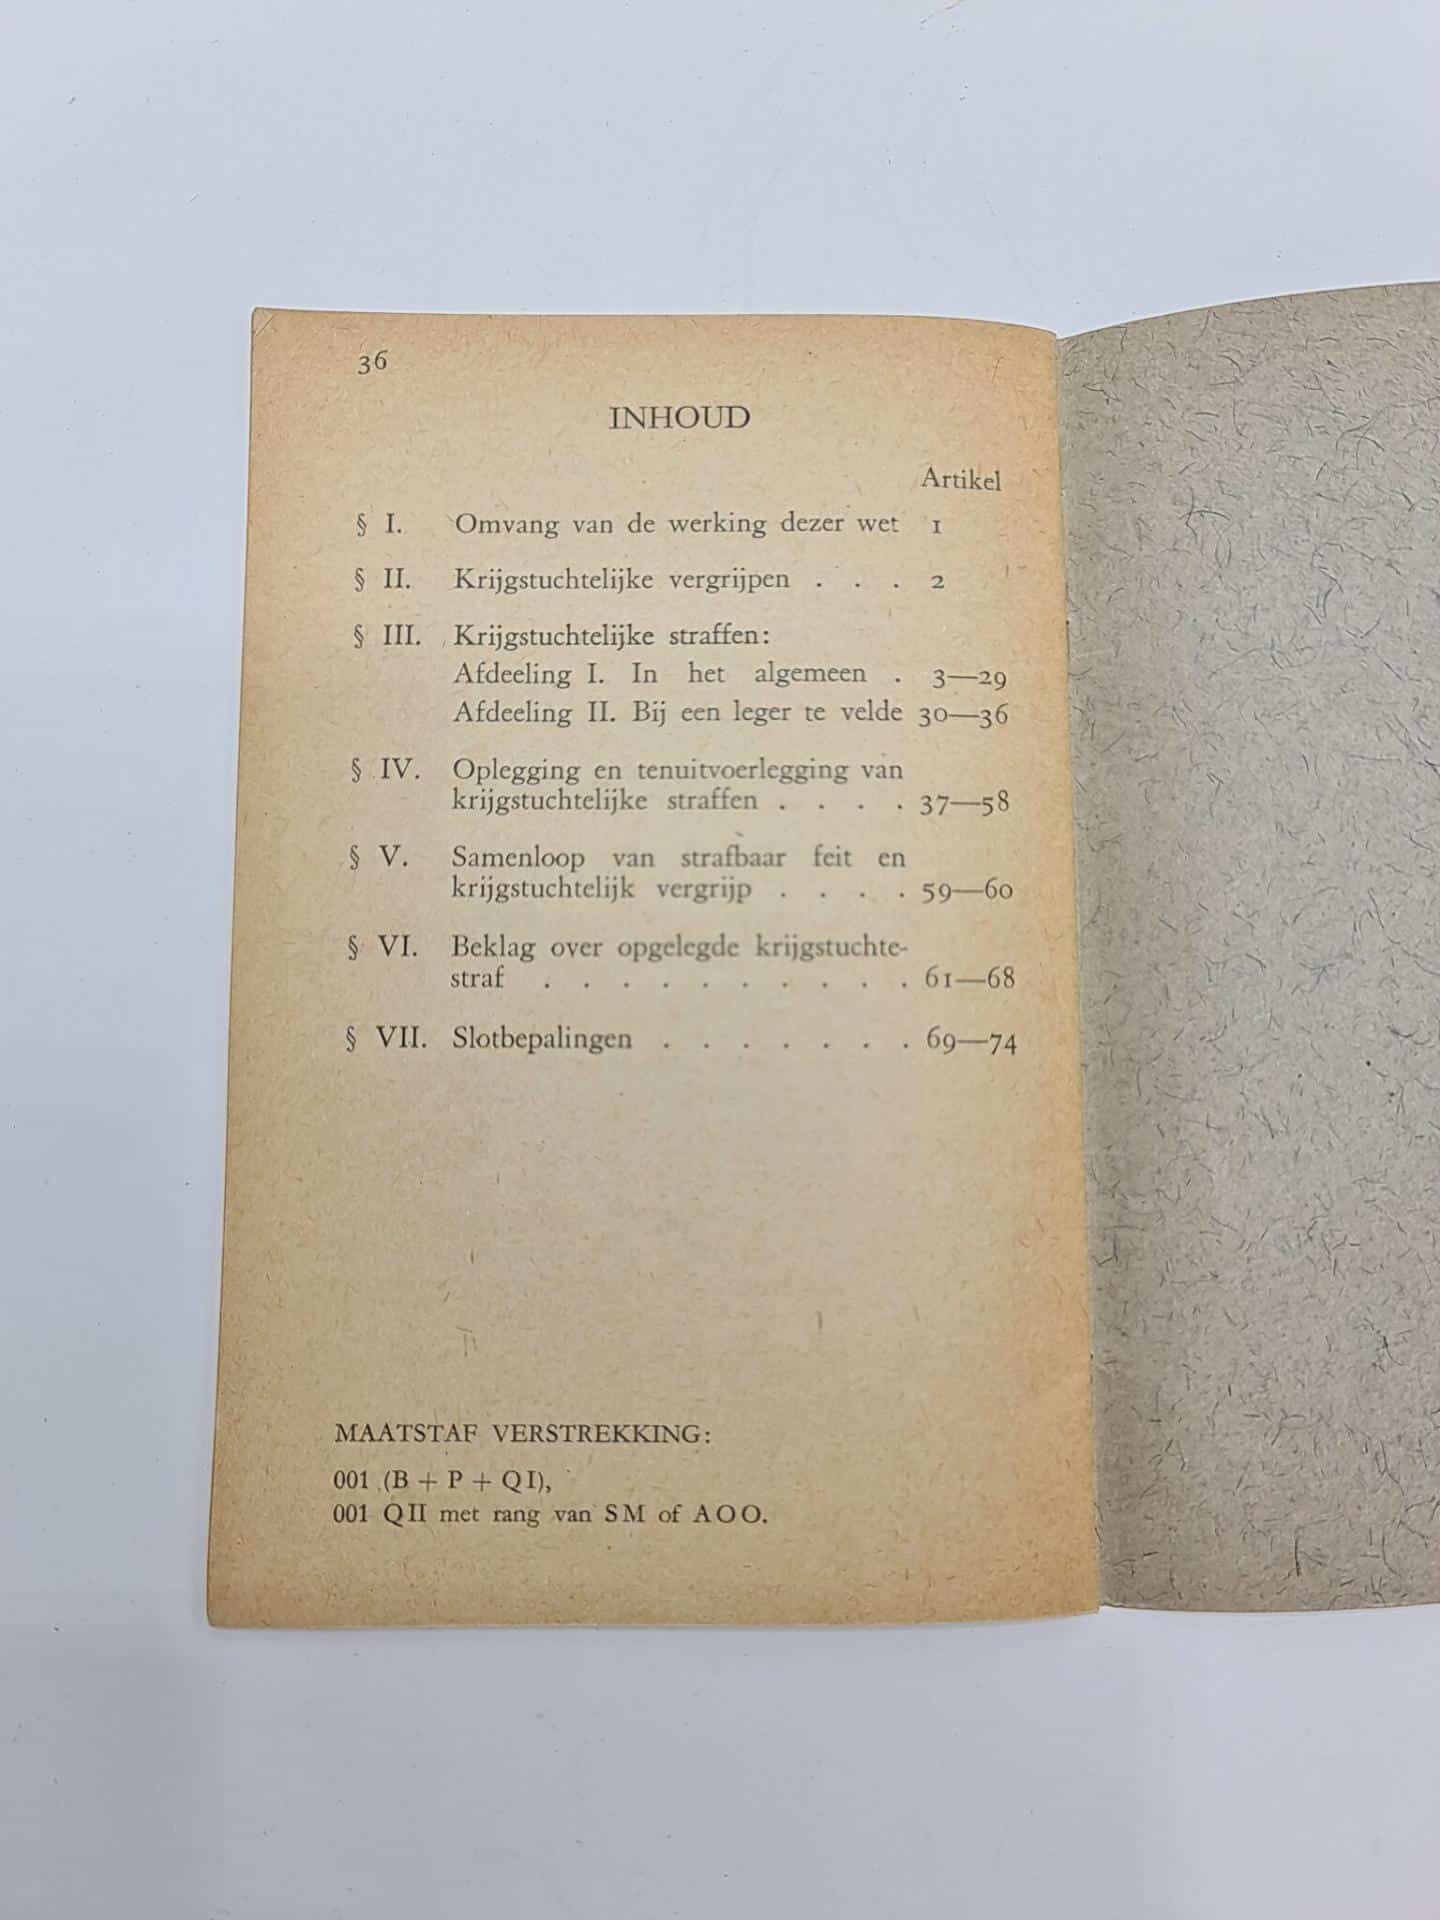 36
INHOUD
Artikel
§ I. Omvang van de werking dezer wet 1
§ II. Krijgstuchtelijke vergrijpen . . . 2
§ III. Krijgstuchtelijke straffen:
Afdeeling I. In het algemeen . 3—29
Afdeeling II. Bij een leger te velde 30—36
§ IV. Oplegging en tenuitvoerlegging van
krijgstuchtelijke straffen . . . . 37—58
§ V. Samenloop van strafbaar feit en
krijgstuchtelijk vergrijp . . . . 59—60
§ VI. Beklag over opgelegde krijgstuchte-
straf . . . . . . . . . . 61—68
§ VII. Slotbepalingen . . . . . . . 69—74
MAATSTAF VERSTREKKING:
001 (B + P + QI),
001 QII met rang van SM of AOO.